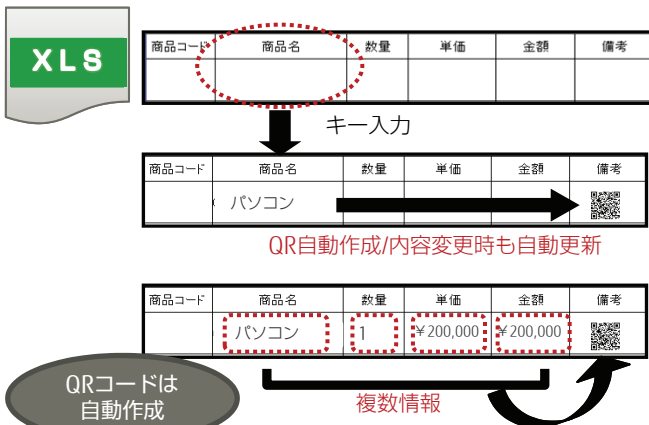 XLS
商品コード 商品名 数量 単価 金額 備考
キー入力
商品コード 商品名 数量 単価 金額 備考
パソコン
QR自動作成/内容変更時も自動更新
商品コード 商品名 数量 単価 金額 備考
パソコン 1 ¥200,000 ¥200,000
QRコードは
自動作成
複数情報